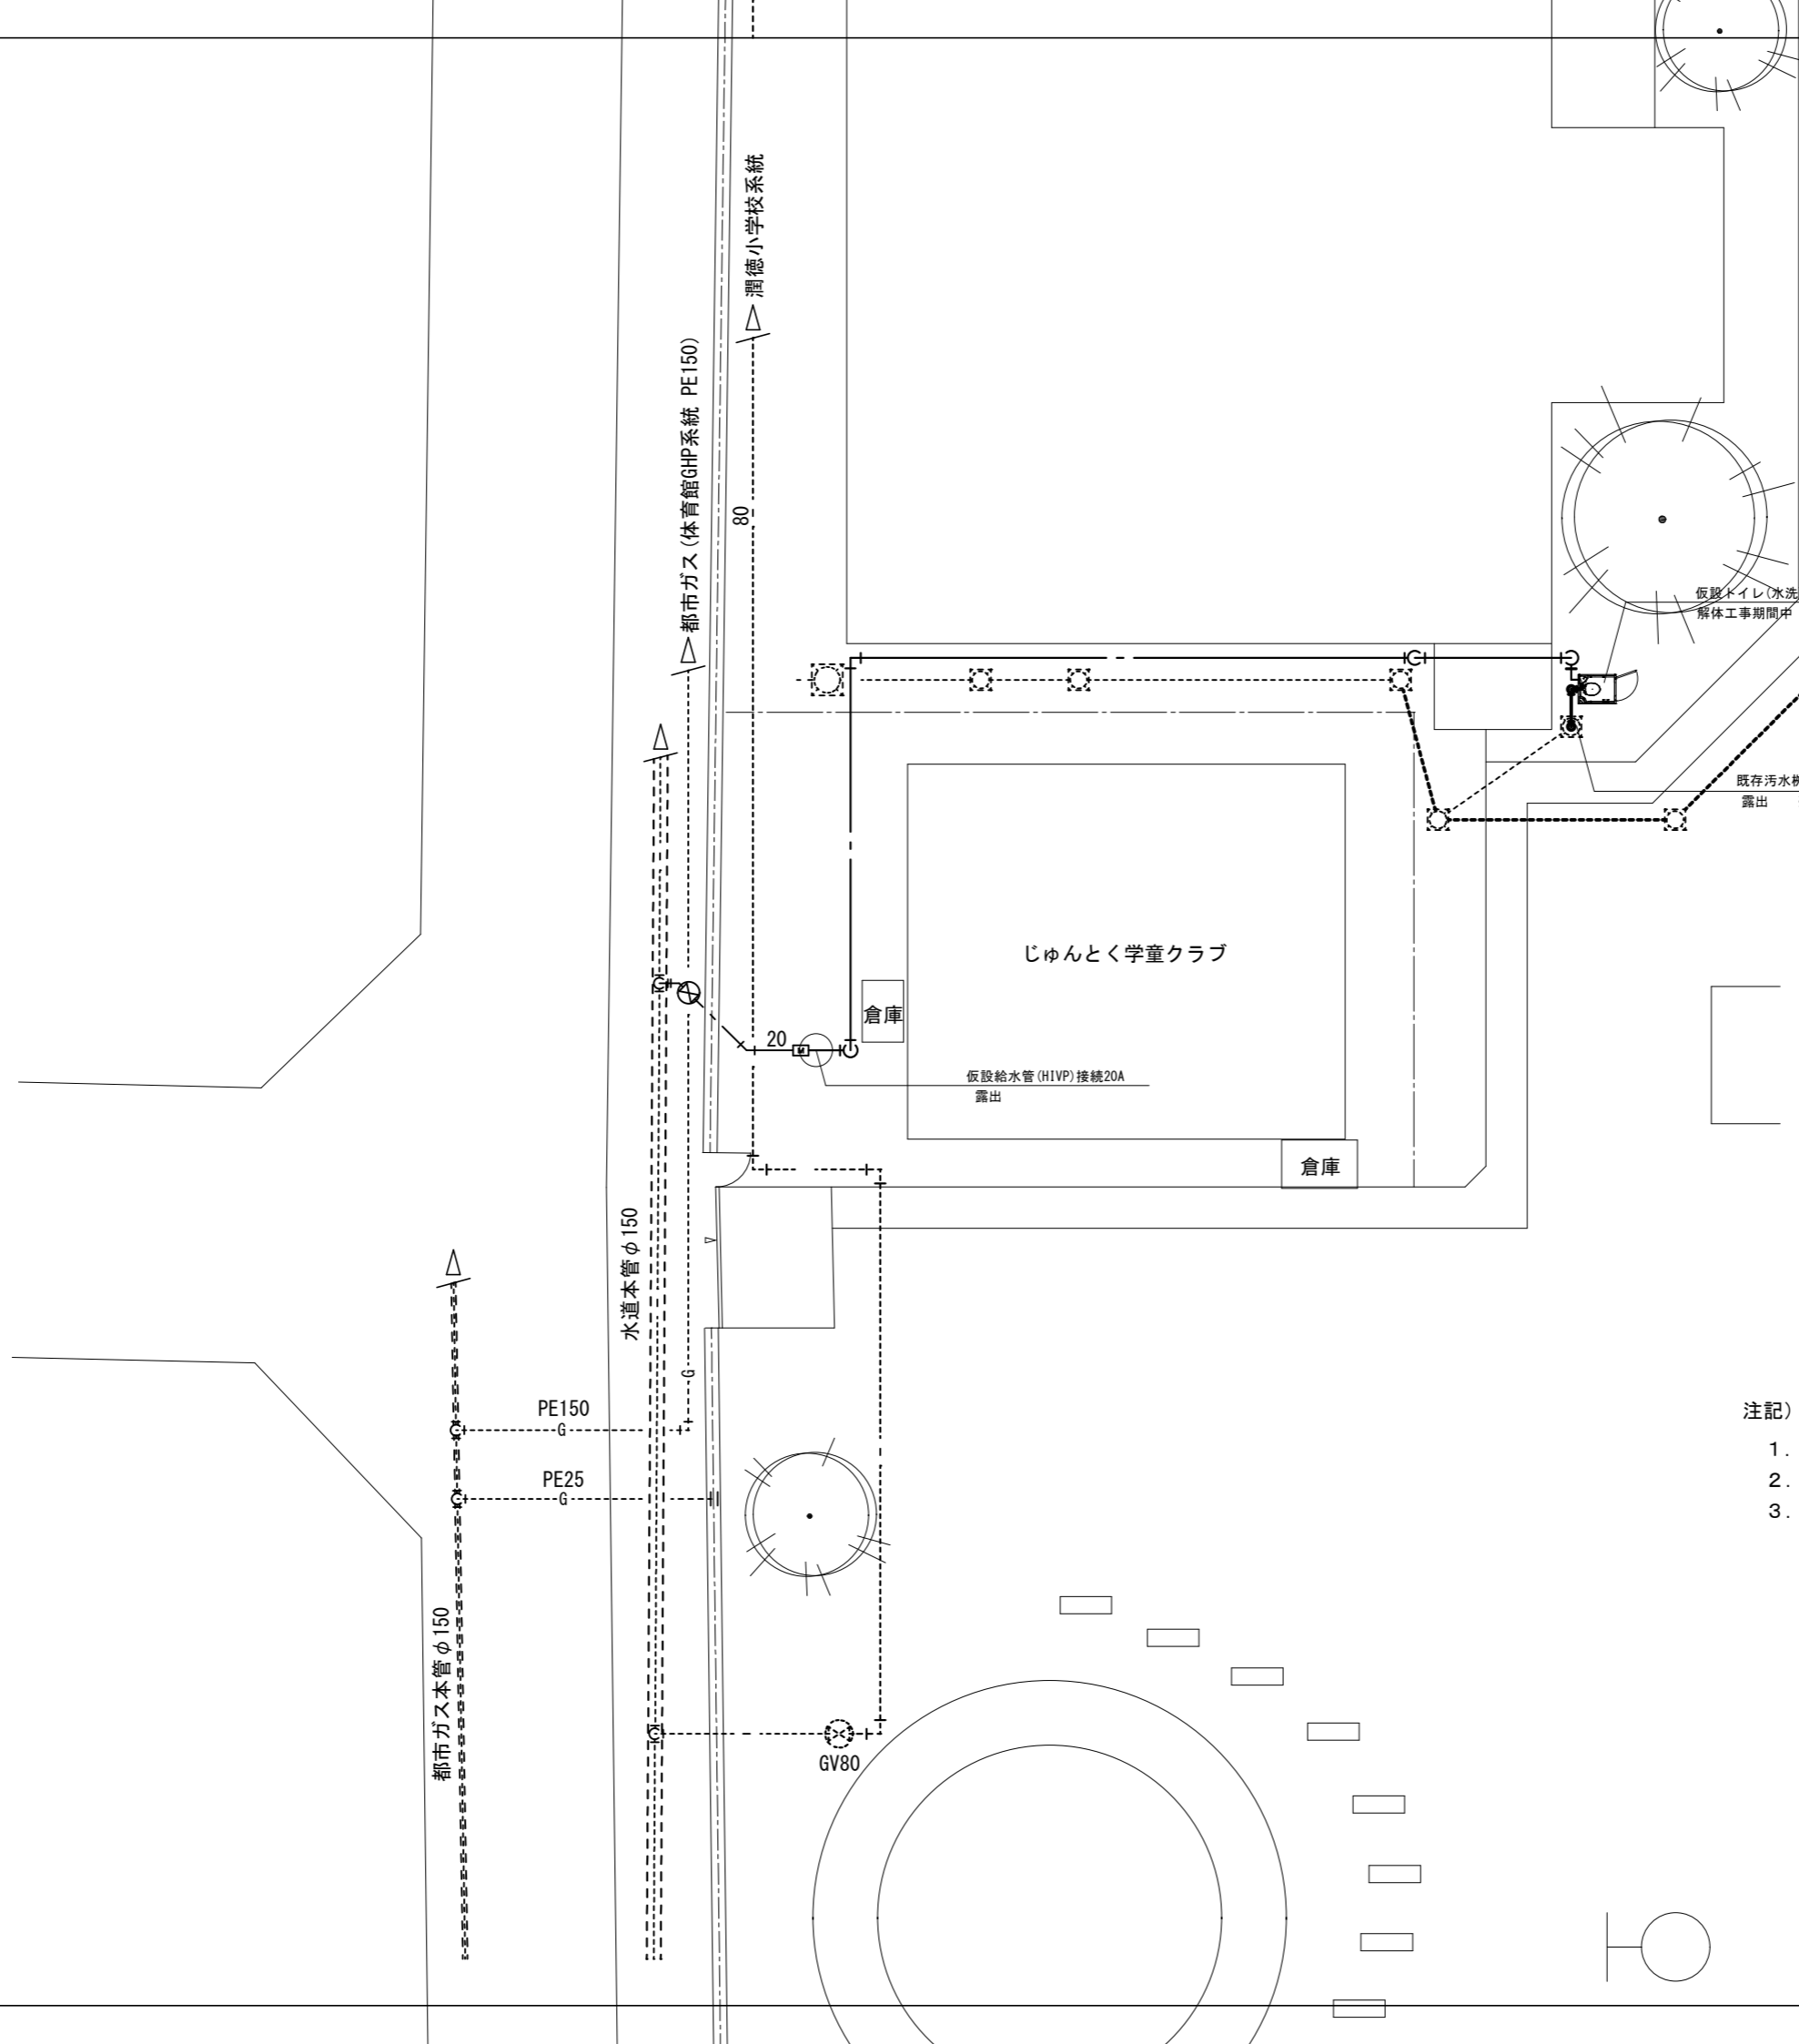 潤徳小学校系統
都市ガス(体育館GHP系統 PE150)
80
仮設トイレ(水洗
解体工事期間中
既存汚水
露出
じゅんとく学童クラブ
倉庫
20
M
仮設給水管(HIVP)接続20A
露出
倉庫
水道本管φ150
G
PE150
G
PE25
G
都市ガス本管φ150
GV80
注記)
1.
2.
3.